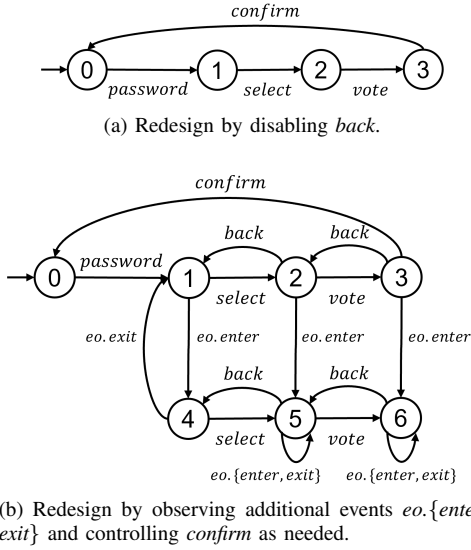 confirm
0 1 2 3
password select vote
(a) Redesign by disabling back.
confirm
back back
password
0 1 2 3
select vote
eo.exit eo.enter eo.enter eo.enter
back back
4 5 6
select vote
eo.{enter, exit} eo.{enter, exit}
(b) Redesign by observing additional events eo.{ente
exit} and controlling confirm as needed.